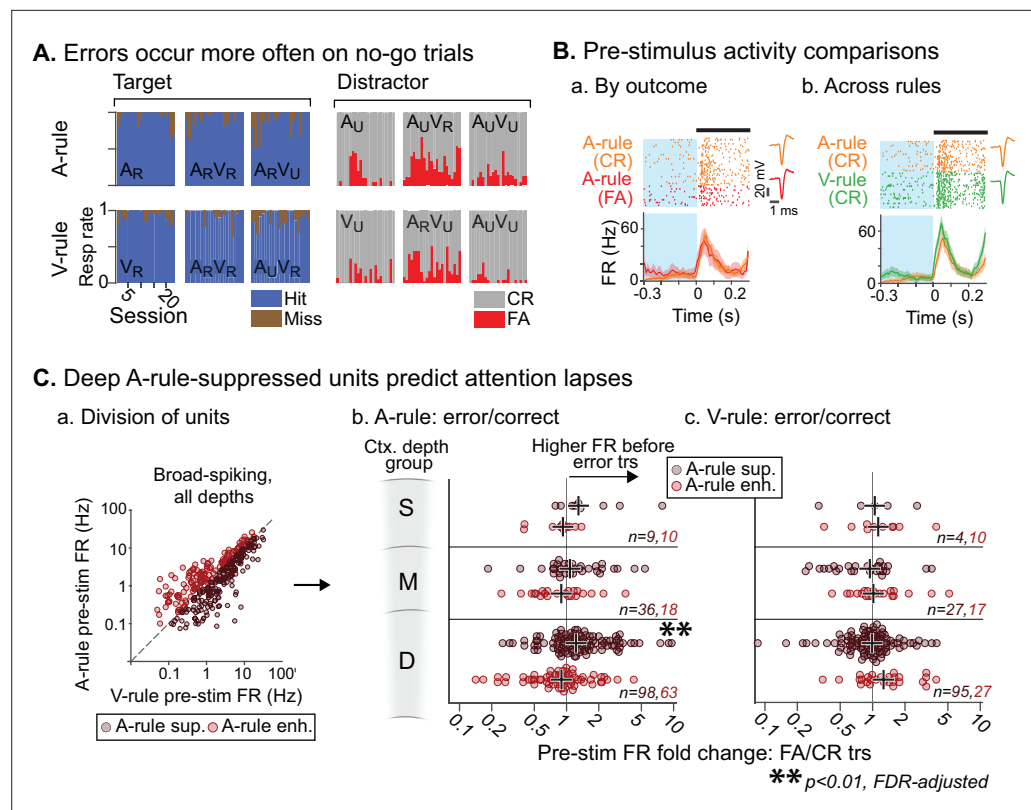 A. Errors occur more often on no-go trials
Target
Distractor
A-rule
AR
ARVR
ARVU
AU
AUVR
AUVU
V-rule
Resp rate
1
0
VR
ARVR
AUVR
VU
ARVU
AUVU
5 20
Session
Hit
Miss
CR
FA
B. Pre-stimulus activity comparisons
a. By outcome
b. Across rules
A-rule
(CR)
A-rule
(FA)
20 mV
1 ms
A-rule
(CR)
V-rule
(CR)
FR (Hz)
60
0
-0.3 0 0.2
Time (s)
60
0
-0.3 0 0.2
Time (s)
C. Deep A-rule-suppressed units predict attention lapses
a. Division of units
b. A-rule: error/correct
c. V-rule: error/correct
Broad-spiking,
all depths
A-rule pre-stim FR (Hz)
100
10
1
0.1
0.1 1 10 100
V-rule pre-stim FR (Hz)
A-rule sup. A-rule enh.
Ctx. depth
group
Higher FR before
error trs
A-rule sup.
A-rule enh.
S
n=9,10
n=4,10
M
n=36,18
n=27,17
D
**
n=98,63
n=95,27
0.1 0.2 0.5 1 2 5 10
0.1 0.2 0.5 1 2 5 10
Pre-stim FR fold change: FA/CR trs
** p<0.01, FDR-adjusted